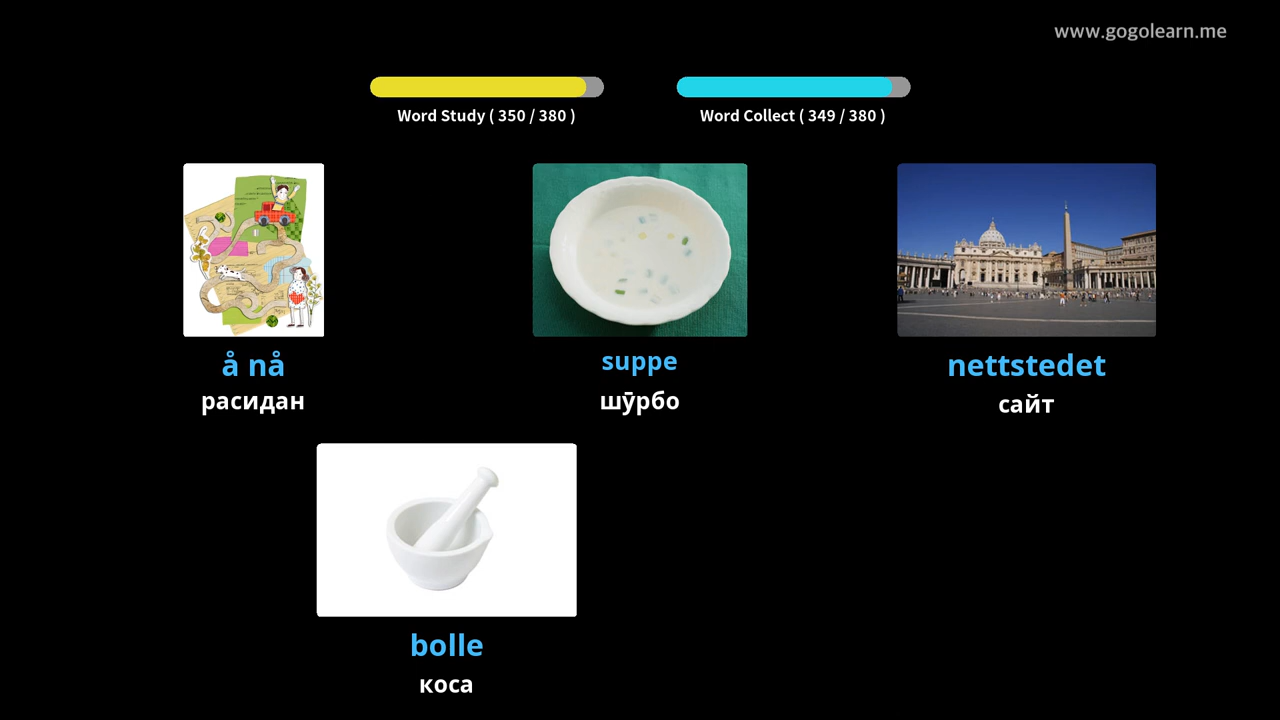 www.gogolearn.me
Word Study ( 350 / 380 )
Word Collect ( 349 / 380 )
å nå
расидан
suppe
шӯрбо
nettstedet
сайт
bolle
коса